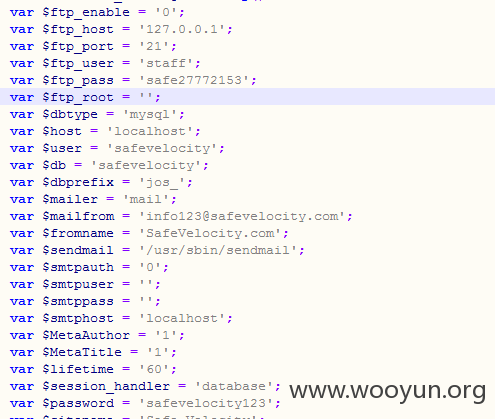 var $ftp_enable = '0';
var $ftp_host = '127.0.0.1';
var $ftp_port = '21';
var $ftp_user = 'staff';
var $ftp_pass = 'safe27772153';
var $ftp_root = '';
var $dbtype = 'mysql';
var $host = 'localhost';
var $user = 'safevelocity';
var $db = 'safevelocity';
var $dbprefix = 'jos_';
var $mailer = 'mail';
var $mailfrom = 'info123@safevelocity.com';
var $fromname = 'SafeVelocity.com';
var $sendmail = '/usr/sbin/sendmail';
var $smtpauth = '0';
var $smtpuser = '';
var $smtppass = '';
var $smtphost = 'localhost';
var $MetaAuthor = '1';
var $MetaTitle = '1';
var $lifetime = '60';
var $session_handler = 'database';
var $password = 'safevelocity123';
www.wooyun.org